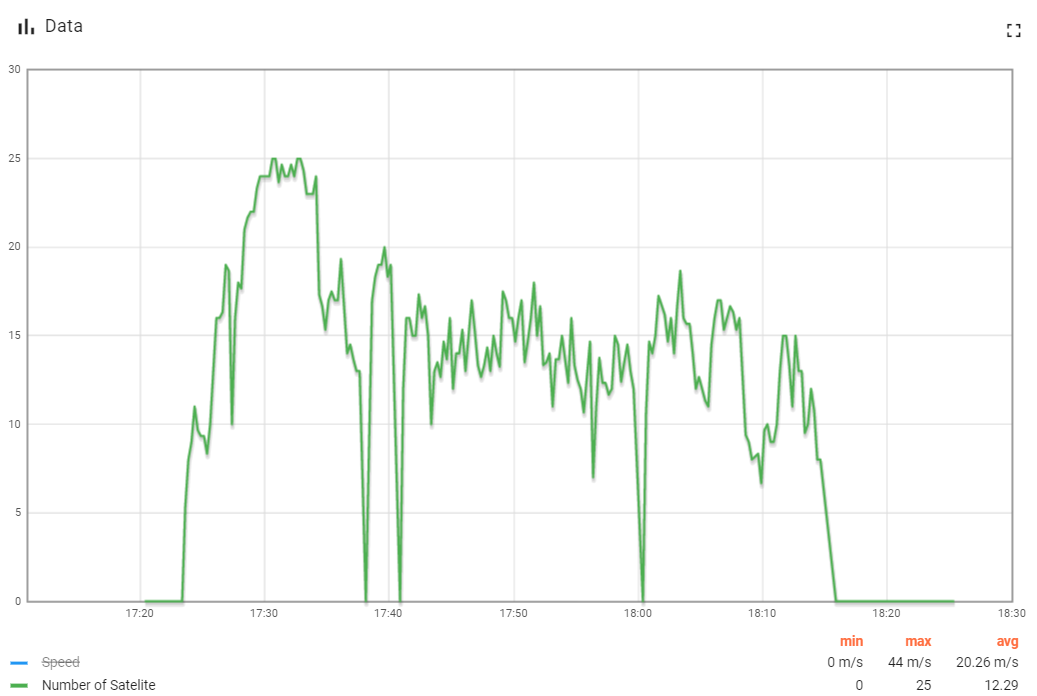 Data
30
25
20
15
10
5
0
17:20 17:30 17:40 17:50 18:00 18:10 18:20 18:30
min max avg
Speed 0 m/s 44 m/s 20.26 m/s
Number of Satelite 0 25 12.29